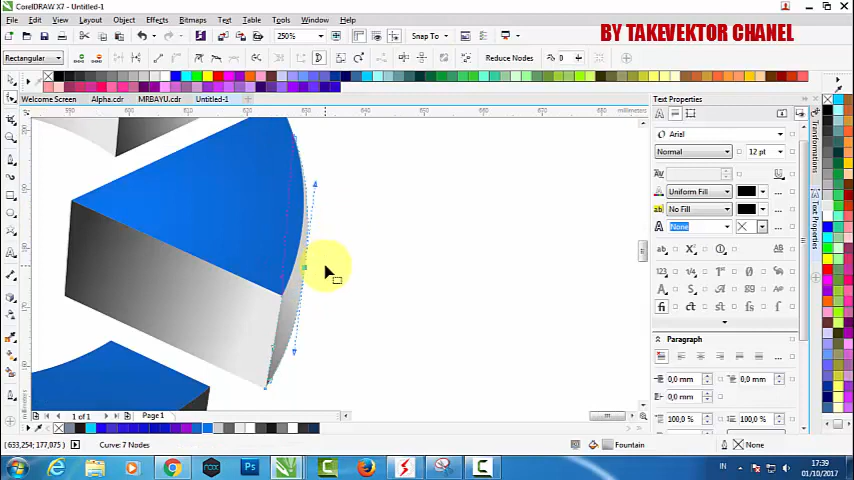 CorelDRAW X7 - Untitled-1
File Edit View Layout Object Effects Bitmaps Text Table Tools Window Help
250% Snap To
BY TAKEVEKTOR CHANEL
Rectangular Reduce Nodes 0
Welcome Screen Alpha.cdr MRBAYU.cdr Untitled-1
millimeters
Text Properties
Arial
Normal 12 pt
Uniform Fill
No Fill
None
Paragraph
0,0 mm 0,0 mm
0,0 mm
100,0 % 100,0 %
Transformations
Text Properties
1 of 1 Page 1
(633,254; 177,075) Curve: 7 Nodes Fountain None
IN 17:39
01/10/2017